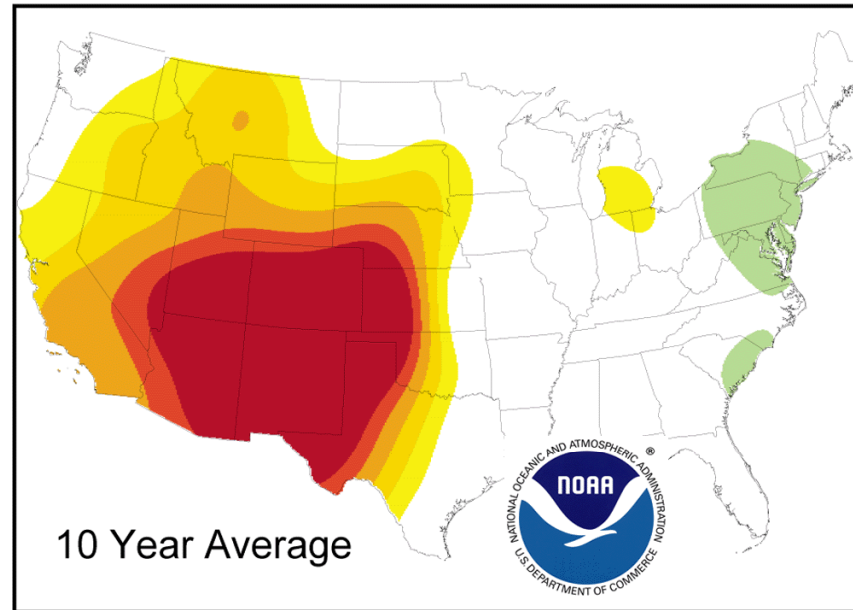 10 Year Average
NATIONAL OCEANIC AND ATMOSPHERIC ADMINISTRATION
®
NOAA
U.S. DEPARTMENT OF COMMERCE